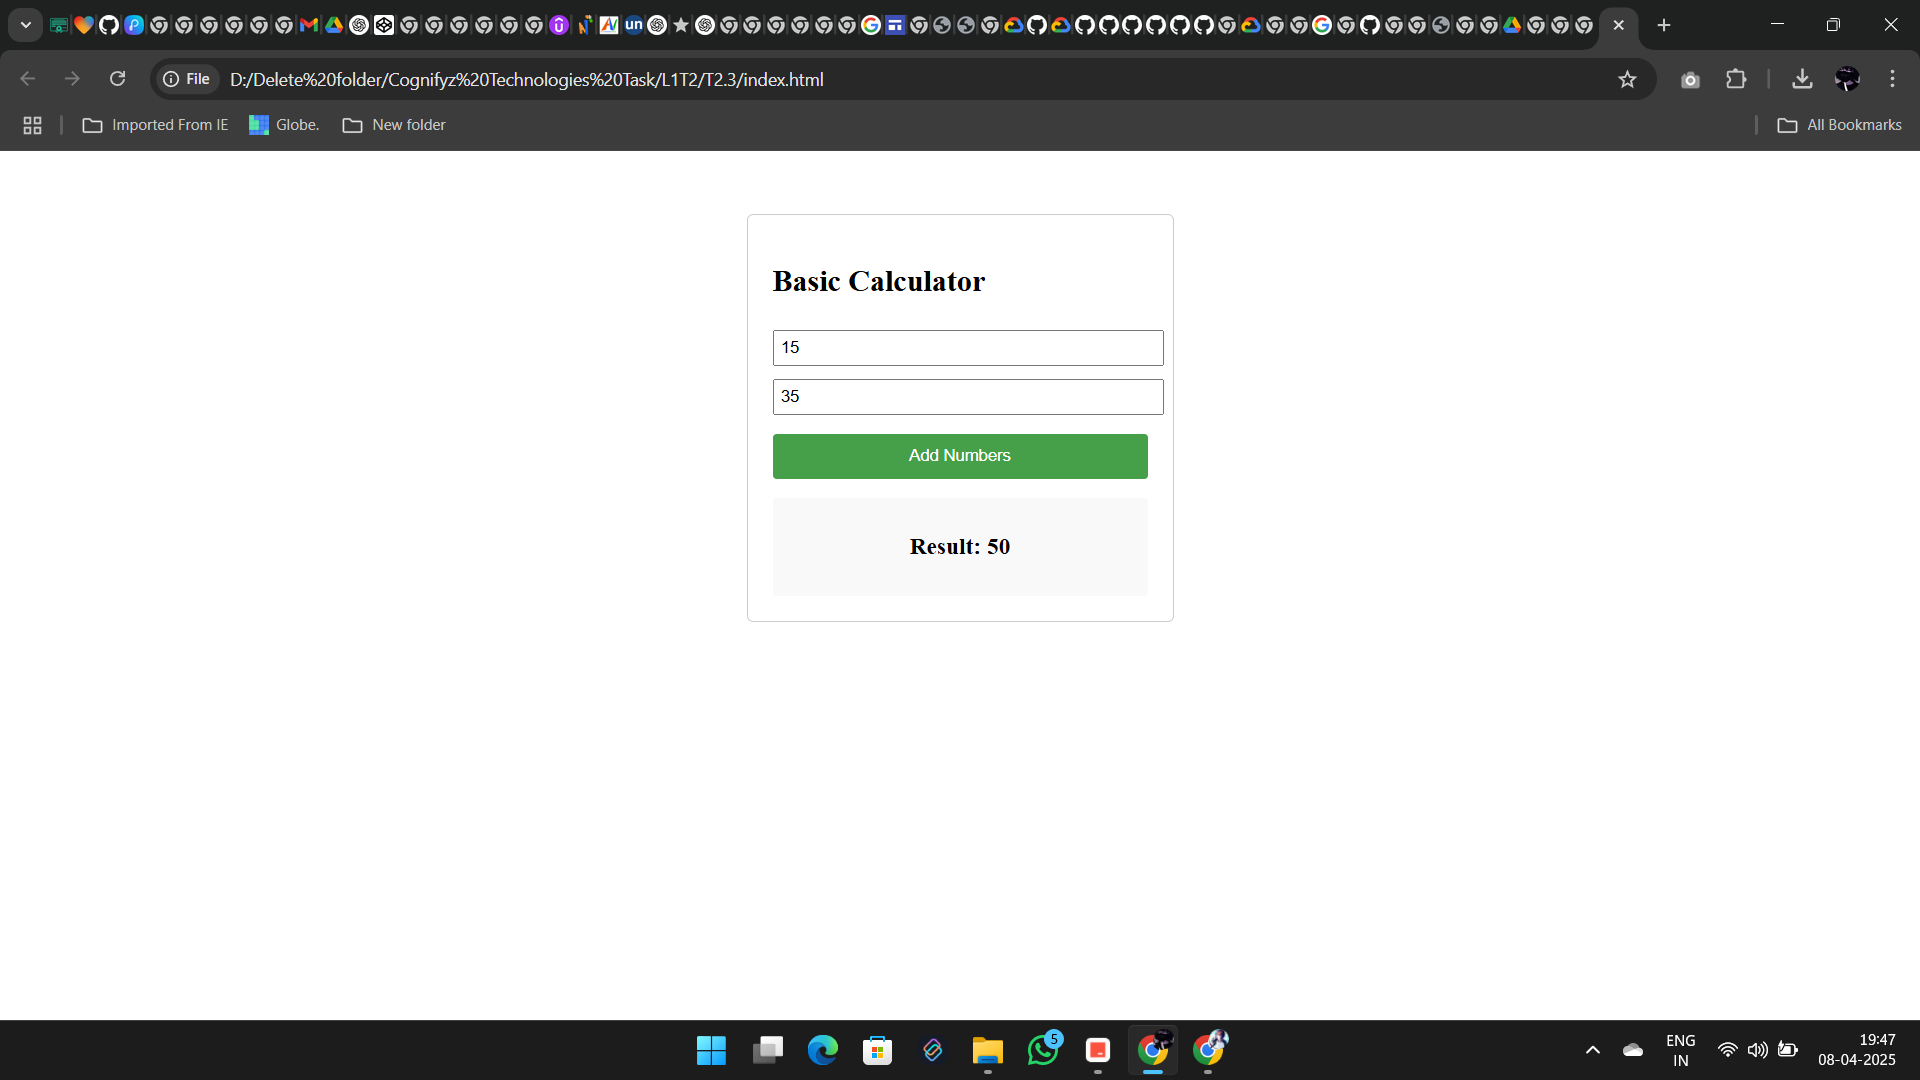 File
D:/Delete%20folder/Cognifyz%20Technologies%20Task/L1T2/T2.3/index.html
Imported From IE
Globe.
New folder
All Bookmarks
Basic Calculator
15
35
Add Numbers
Result: 50
5
ENG
IN
19:47
08-04-2025